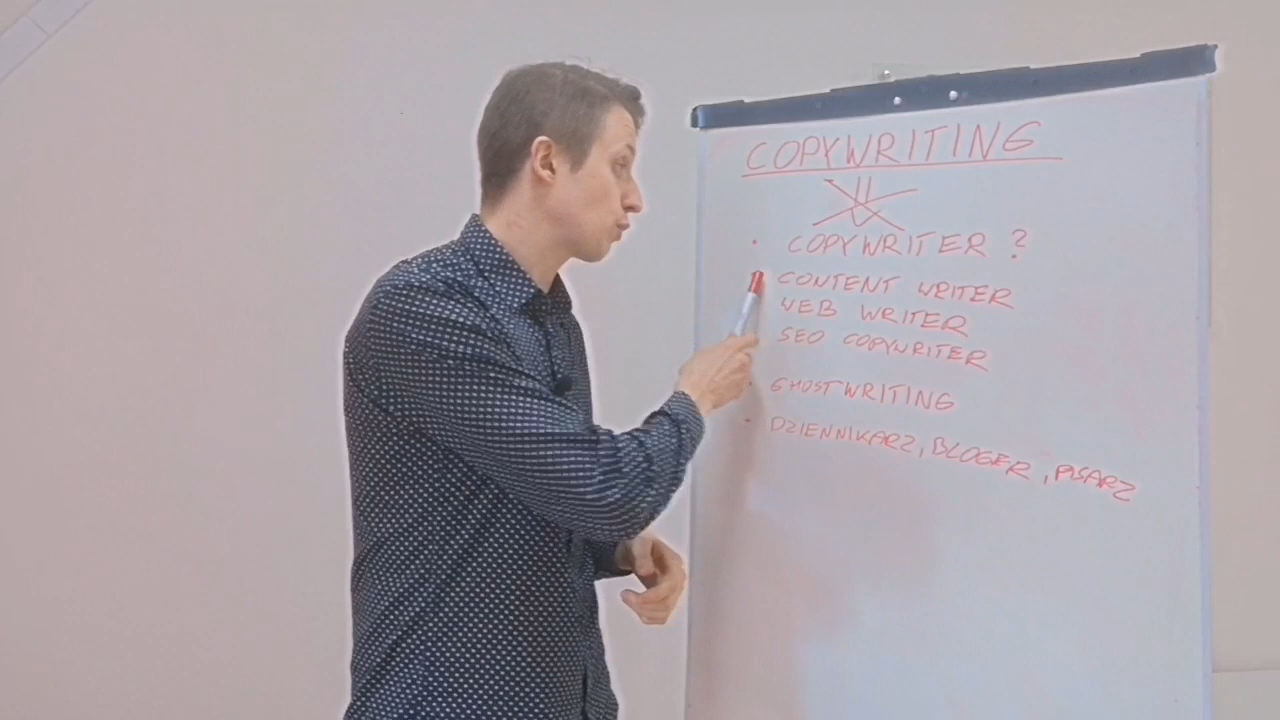 COPYWRITING
• COPYWRITER ?
CONTENT WRITER
WEB WRITER
SEO COPYWRITER
• GHOSTWRITING
• DZIENNIKARZ, BLOGER, PISARZ